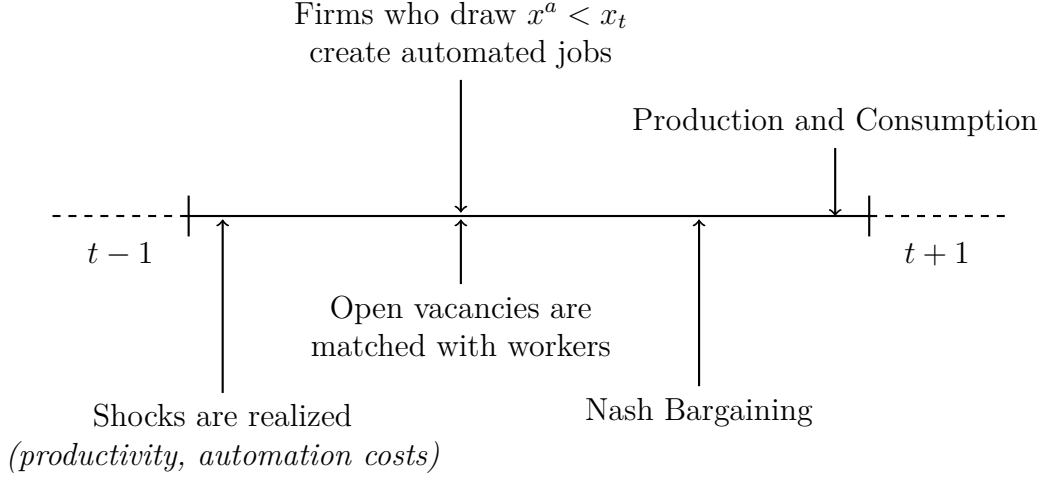 Firms who draw $x^a < x_t$
create automated jobs
Production and Consumption
$t-1$
$t+1$
Open vacancies are
matched with workers
Shocks are realized
(productivity, automation costs)
Nash Bargaining